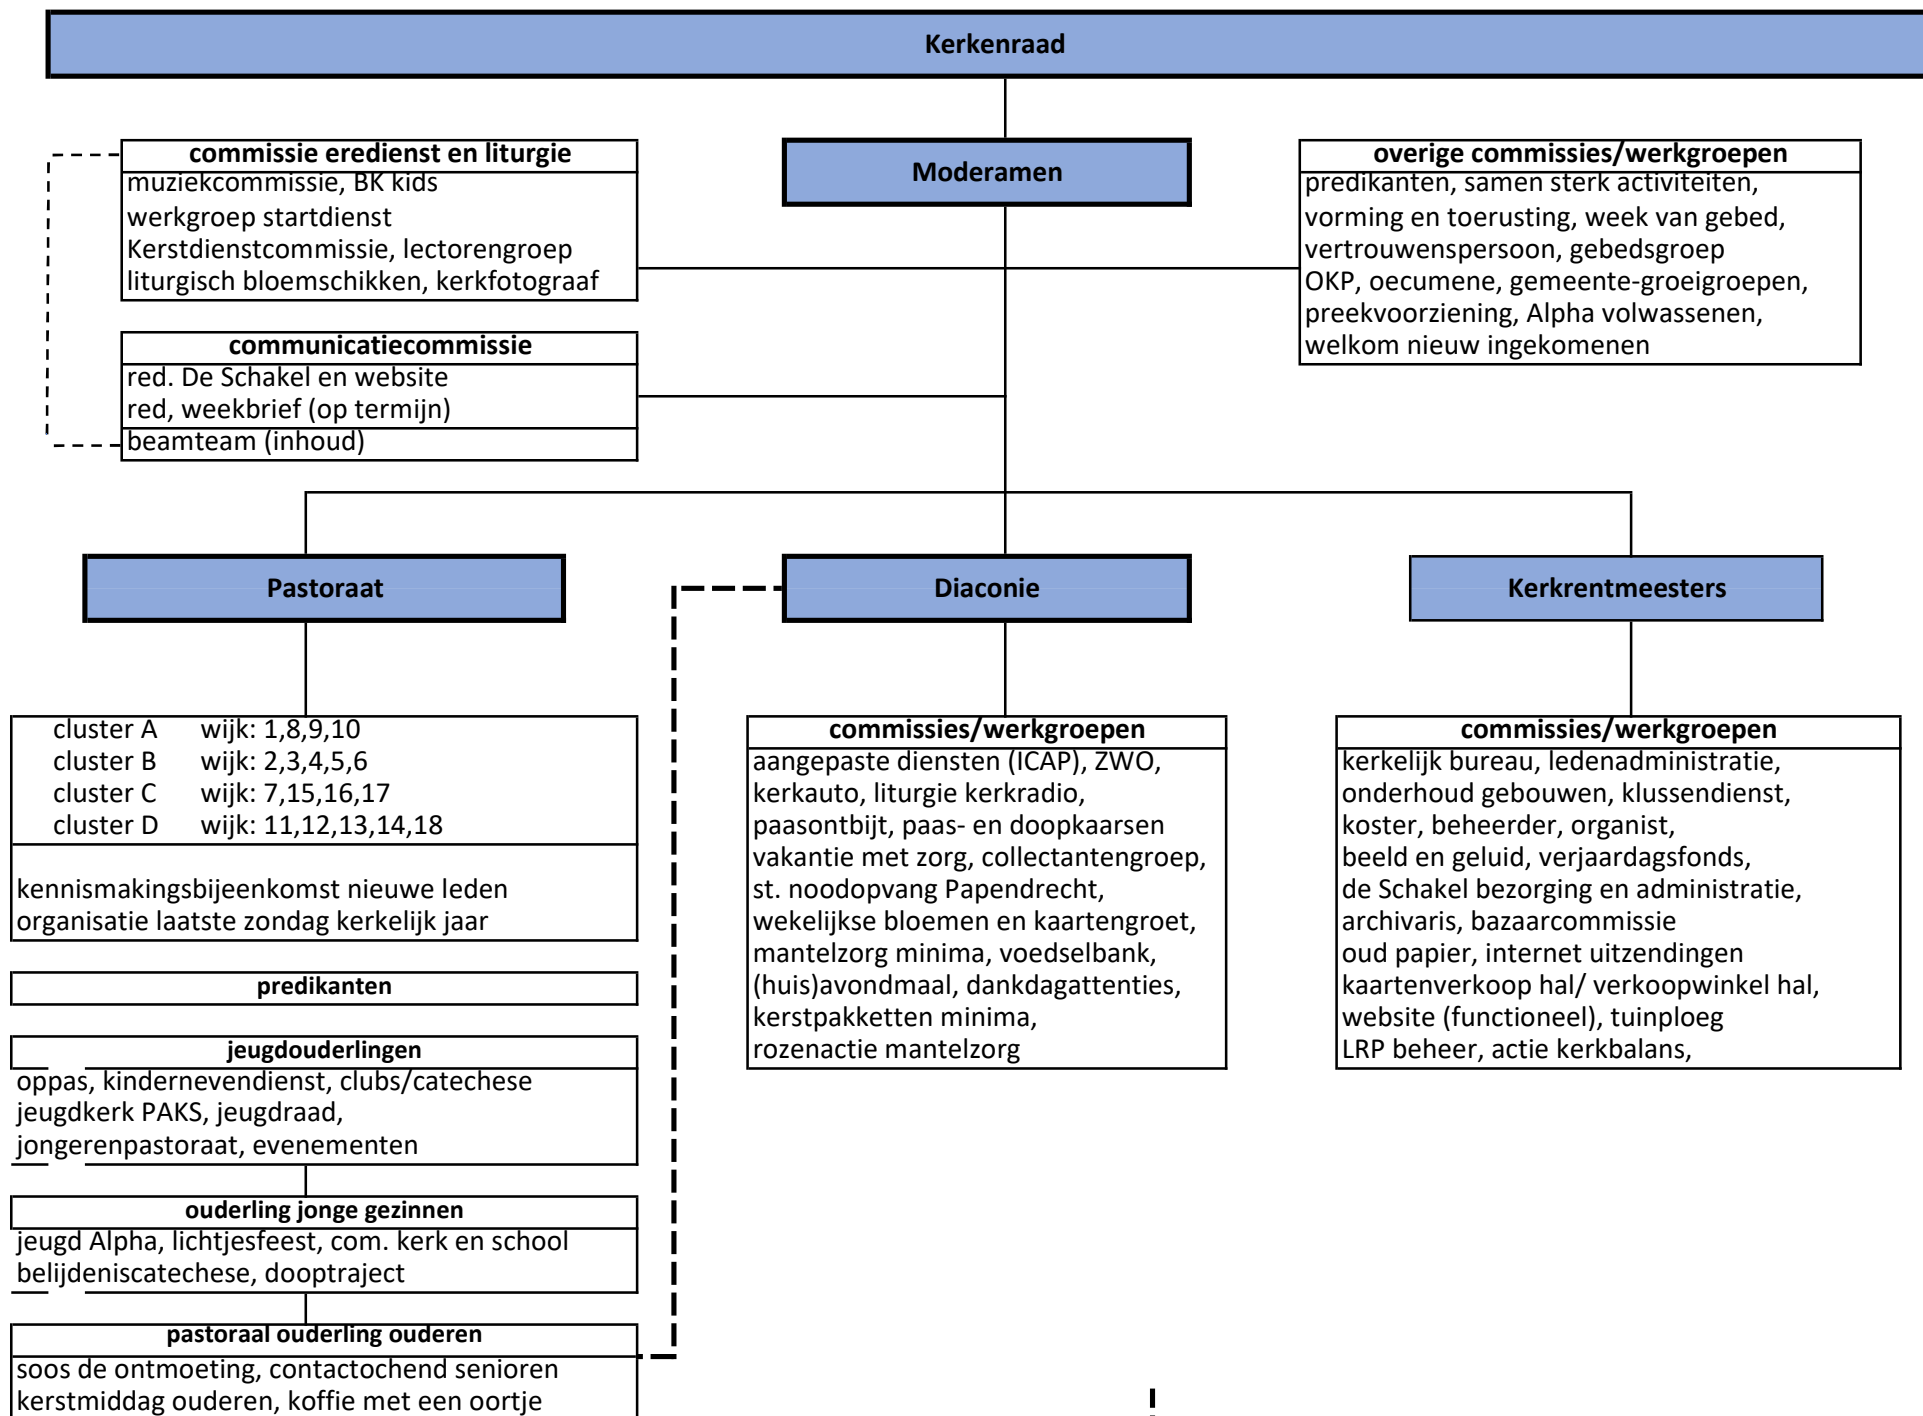 Kerkenraad
commissie eredienst en liturgie
muziekcommissie, BK kids
werkgroep startdienst
Kerstdienstcommissie, lectorengroep
liturgisch bloemschikken, kerkfotograaf
Moderamen
overige commissies/werkgroepen
predikanten, samen sterk activiteiten,
vorming en toerusting, week van gebed,
vertrouwenspersoon, gebedsgroep
OKP, oecumene, gemeente-groeigroepen,
preekvoorziening, Alpha volwassenen,
welkom nieuw ingekomenen
communicatiecommissie
red. De Schakel en website
red, weekbrief (op termijn)
beamteam (inhoud)
Pastoraat
Diaconie
Kerkrentmeesters
cluster A wijk: 1,8,9,10
cluster B wijk: 2,3,4,5,6
cluster C wijk: 7,15,16,17
cluster D wijk: 11,12,13,14,18
kennismakingsbijeenkomst nieuwe leden
organisatie laatste zondag kerkelijk jaar
predikanten
jeugdouderlingen
oppas, kindernevendienst, clubs/catechese
jeugdkerk PAKS, jeugdraad,
jongerenpastoraat, evenementen
ouderling jonge gezinnen
jeugd Alpha, lichtjesfeest, com. kerk en school
belijdeniscatechese, dooptraject
pastoraal ouderling ouderen
soos de ontmoeting, contactochend senioren
kerstmiddag ouderen, koffie met een oortje
commissies/werkgroepen
aangepaste diensten (ICAP), ZWO,
kerkauto, liturgie kerkradio,
paasontbijt, paas- en doopkaarsen
vakantie met zorg, collectantengroep,
st. noodopvang Papendrecht,
wekelijkse bloemen en kaartengroet,
mantelzorg minima, voedselbank,
(huis)avondmaal, dankdagattenties,
kerstpakketten minima,
rozenactie mantelzorg
commissies/werkgroepen
kerkelijk bureau, ledenadministratie,
onderhoud gebouwen, klussendienst,
koster, beheerder, organist,
beeld en geluid, verjaardagsfonds,
de Schakel bezorging en administratie,
archivaris, bazaarcommissie
oud papier, internet uitzendingen
kaartenverkoop hal/ verkoopwinkel hal,
website (functioneel), tuinploeg
LRP beheer, actie kerkbalans,